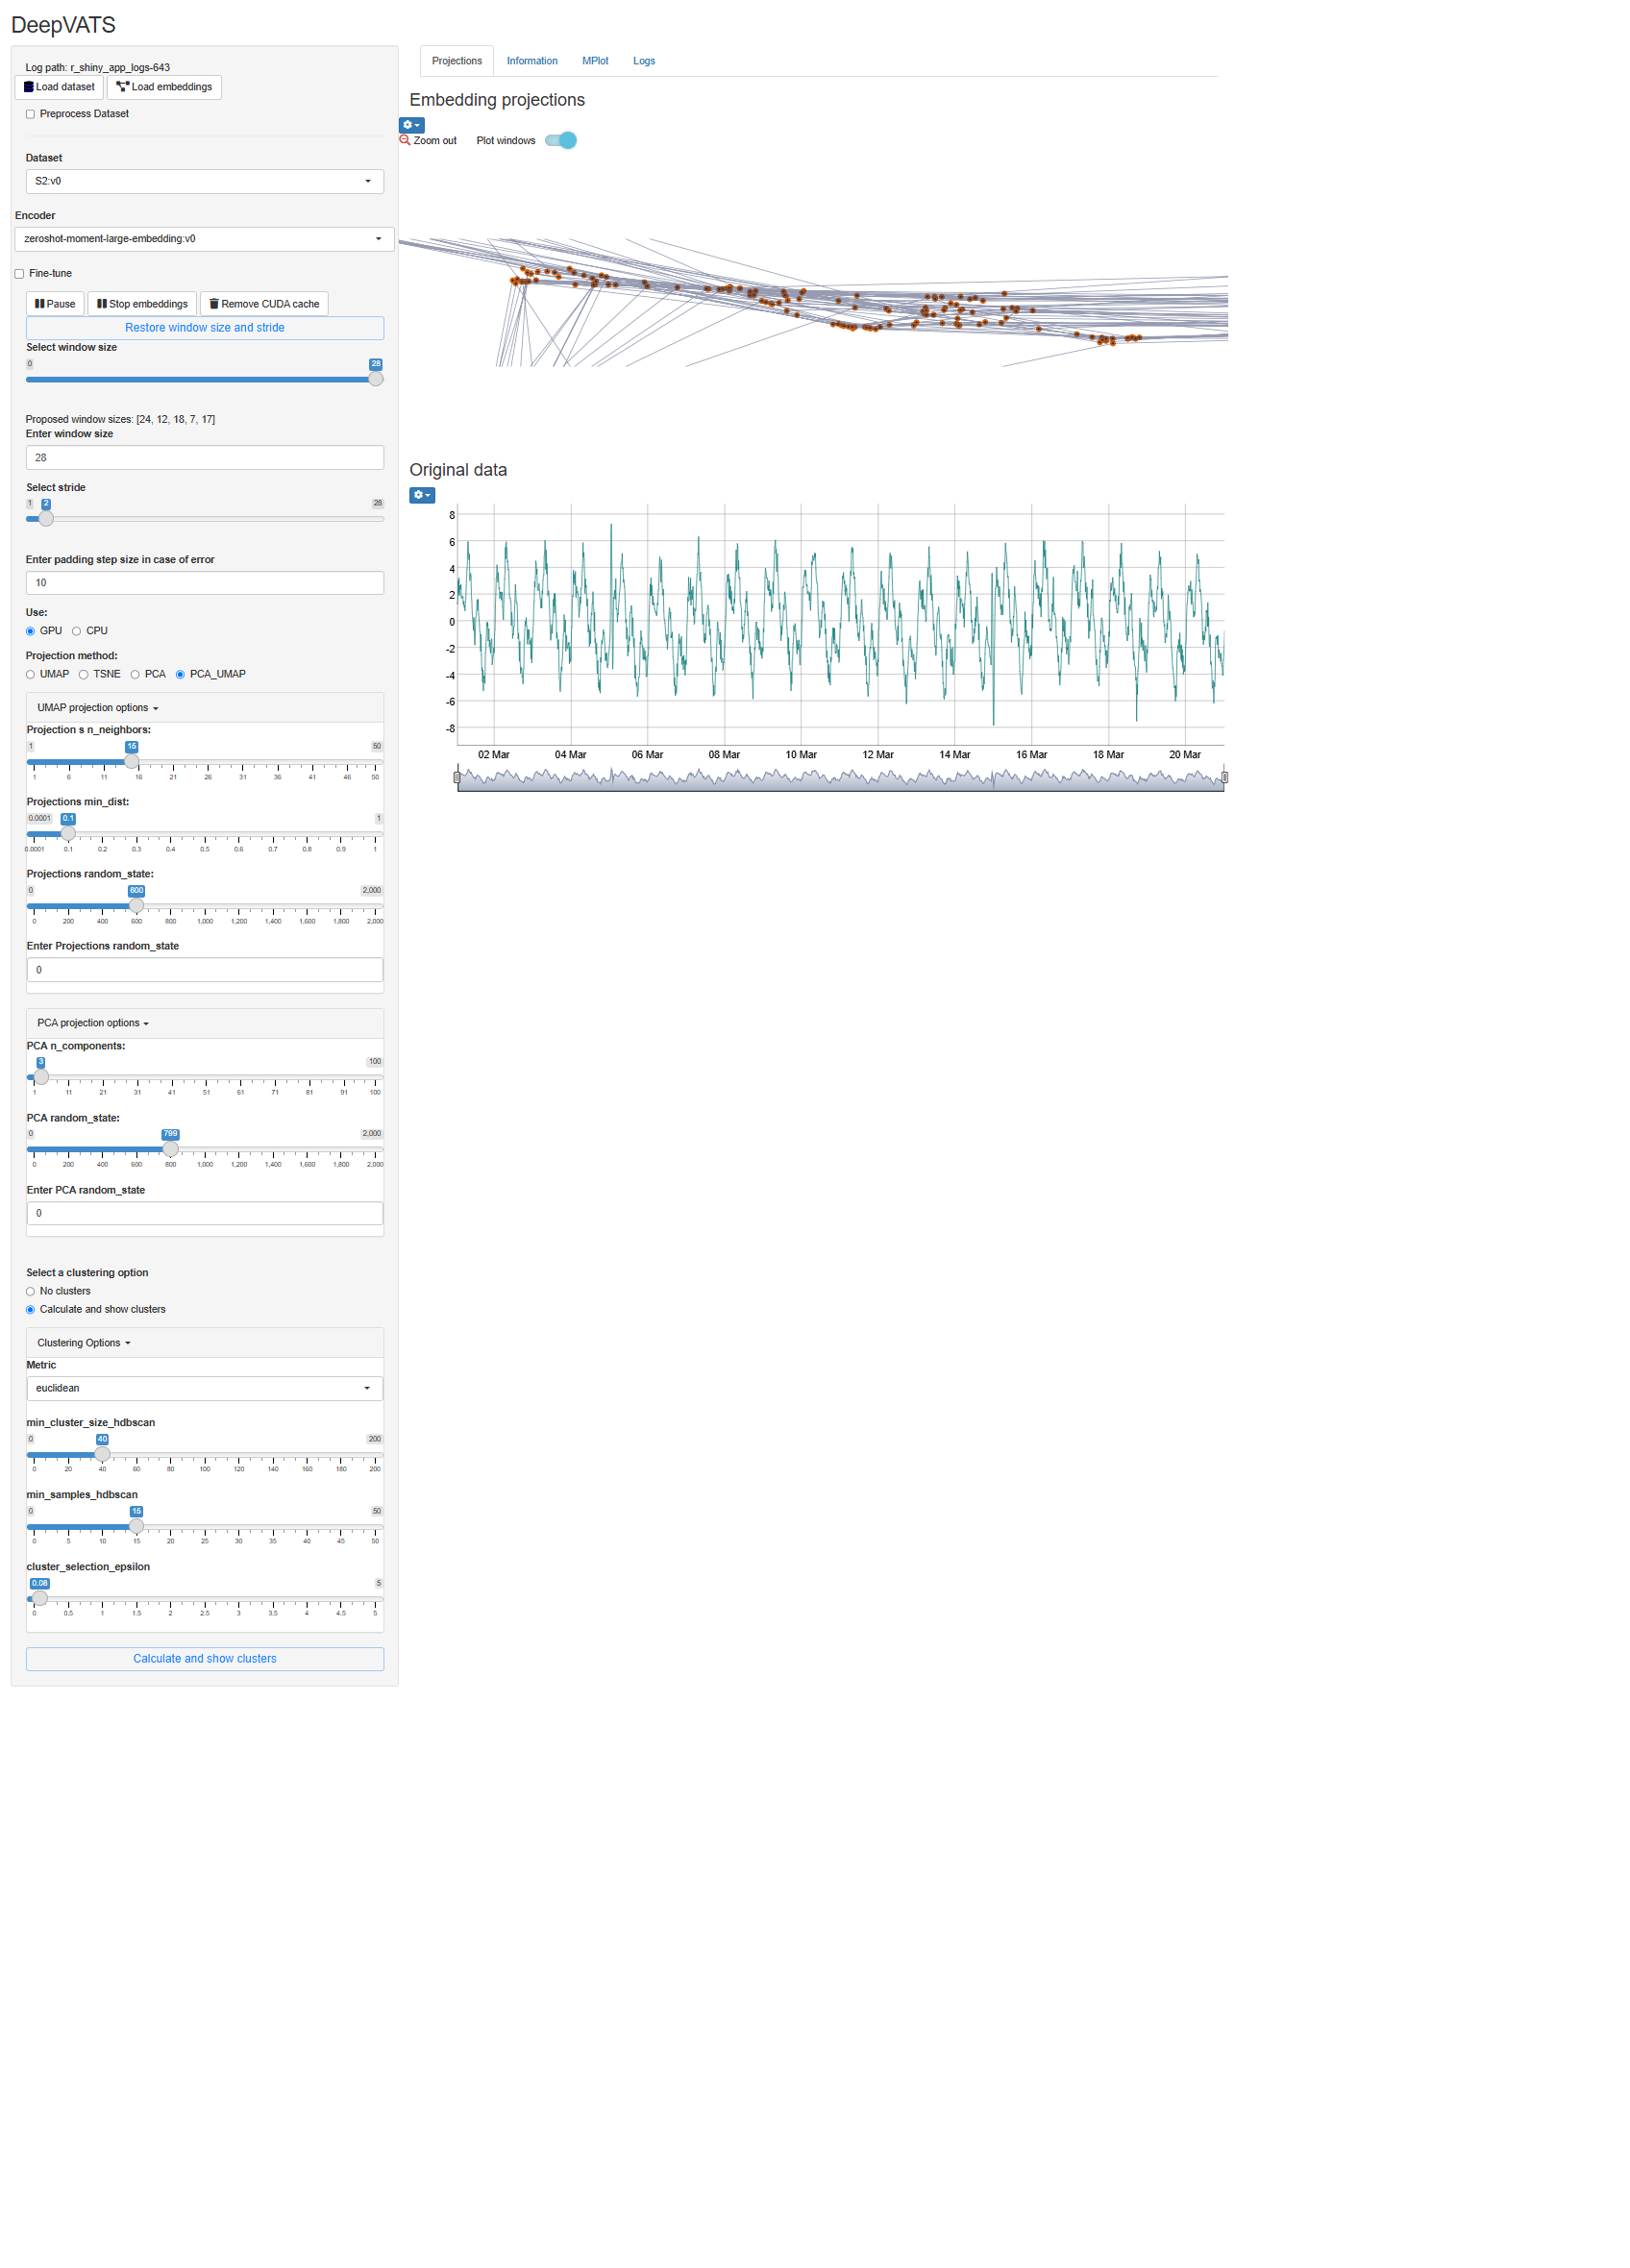 DeepVATS
Log path: r_shiny_app_logs-643
Load dataset Load embeddings
Preprocess Dataset
Dataset
S2:v0
Encoder
zeroshot-moment-large-embedding:v0
Fine-tune
Pause Stop embeddings Remove CUDA cache
Restore window size and stride
Select window size
0 28
Proposed window sizes: [24, 12, 18, 7, 17]
Enter window size
28
Select stride
1 2 28
Enter padding step size in case of error
10
Use:
GPU CPU
Projection method:
UMAP TSNE PCA PCA_UMAP
UMAP projection options
Projection s n_neighbors:
1 15 50
1 6 11 16 21 26 31 36 41 46 50
Projections min_dist:
0.0001 0.1 1
0.0001 0.1 0.2 0.3 0.4 0.5 0.6 0.7 0.8 0.9 1
Projections random_state:
0 600 2,000
0 200 400 600 800 1,000 1,200 1,400 1,600 1,800 2,000
Enter Projections random_state
0
PCA projection options
PCA n_components:
3 100
1 11 21 31 41 51 61 71 81 91 100
PCA random_state:
0 799 2,000
0 200 400 600 800 1,000 1,200 1,400 1,600 1,800 2,000
Enter PCA random_state
0
Select a clustering option
No clusters
Calculate and show clusters
Clustering Options
Metric
euclidean
min_cluster_size_hdbscan
0 40 200
0 20 40 60 80 100 120 140 160 180 200
min_samples_hdbscan
0 15 50
0 5 10 15 20 25 30 35 40 45 50
cluster_selection_epsilon
0.08 5
0 0.5 1 1.5 2 2.5 3 3.5 4 4.5 5
Calculate and show clusters
Projections Information MPlot Logs
Embedding projections
Zoom out Plot windows
Original data
8
6
4
2
0
-2
-4
-6
-8
02 Mar 04 Mar 06 Mar 08 Mar 10 Mar 12 Mar 14 Mar 16 Mar 18 Mar 20 Mar